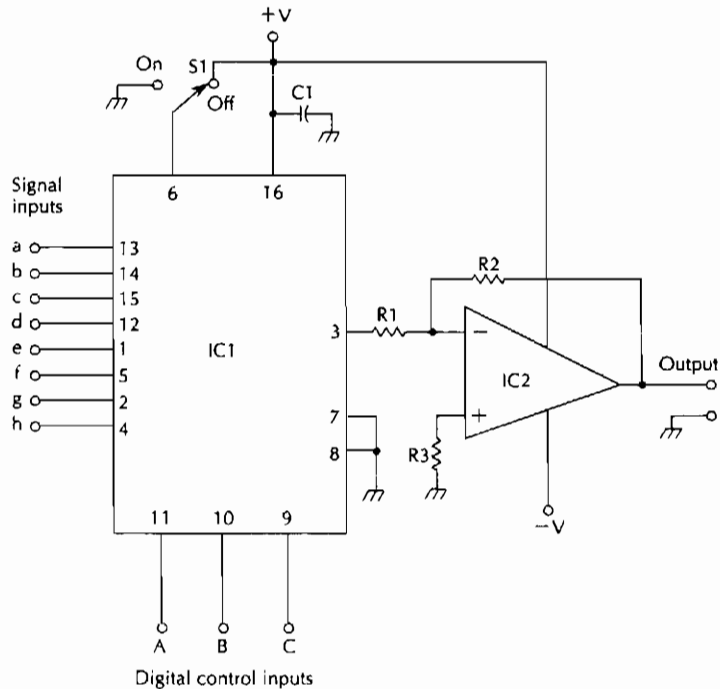 +V
On
S1
Off
C1
6
16
Signal
inputs
a
13
b
14
c
15
d
12
e
1
f
5
g
2
h
4
IC1
3
R1
R2
−
IC2
+
Output
7
8
R3
−V
11
10
9
A
B
C
Digital control inputs